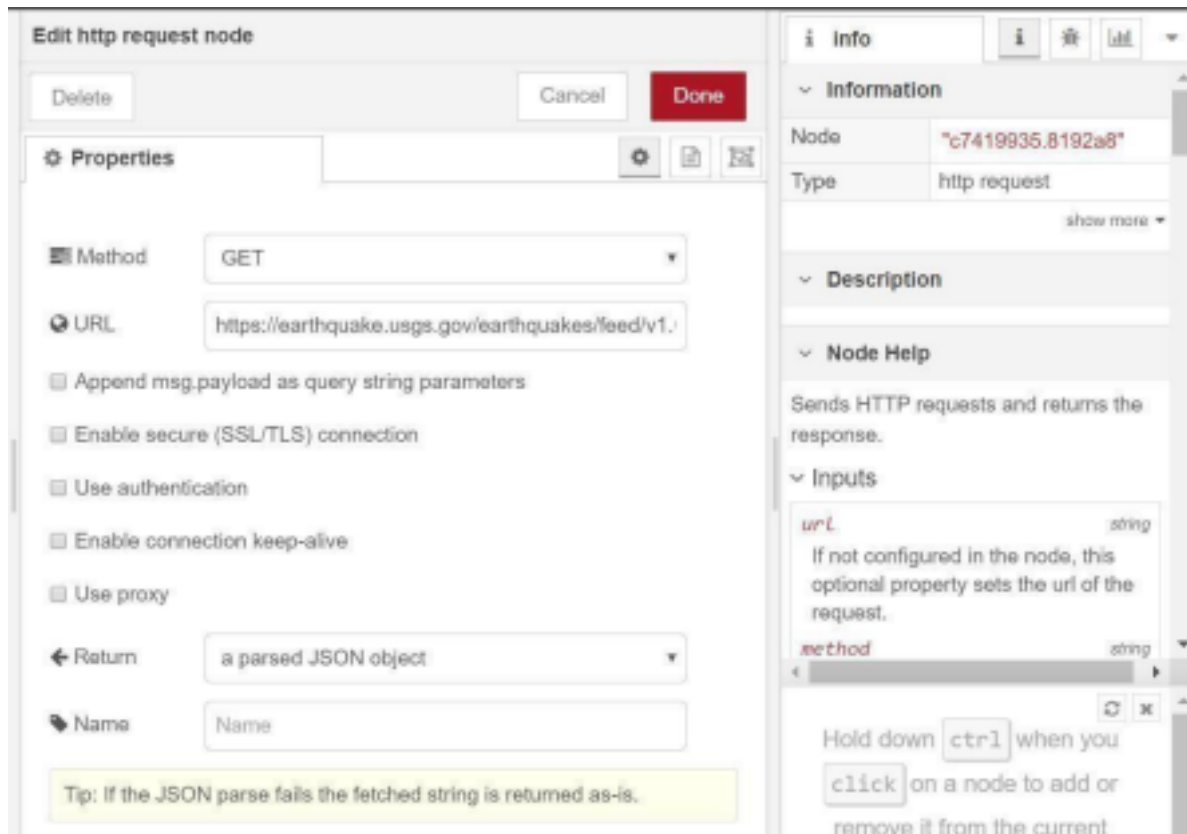 Edit http request node
Delete
Cancel
Done
Properties
Method
GET
URL
https://earthquake.usgs.gov/earthquakes/feed/v1.
Append msg.payload as query string parameters
Enable secure (SSL/TLS) connection
Use authentication
Enable connection keep-alive
Use proxy
Return
a parsed JSON object
Name
Name
Tip: If the JSON parse fails the fetched string is returned as-is.
i info
i
Information
Node
"c7419935.8192a8"
Type
http request
show more
Description
Node Help
Sends HTTP requests and returns the
response.
Inputs
url string
If not configured in the node, this
optional property sets the url of the
request.
method string
Hold down ctrl when you
click on a node to add or
remove it from the current